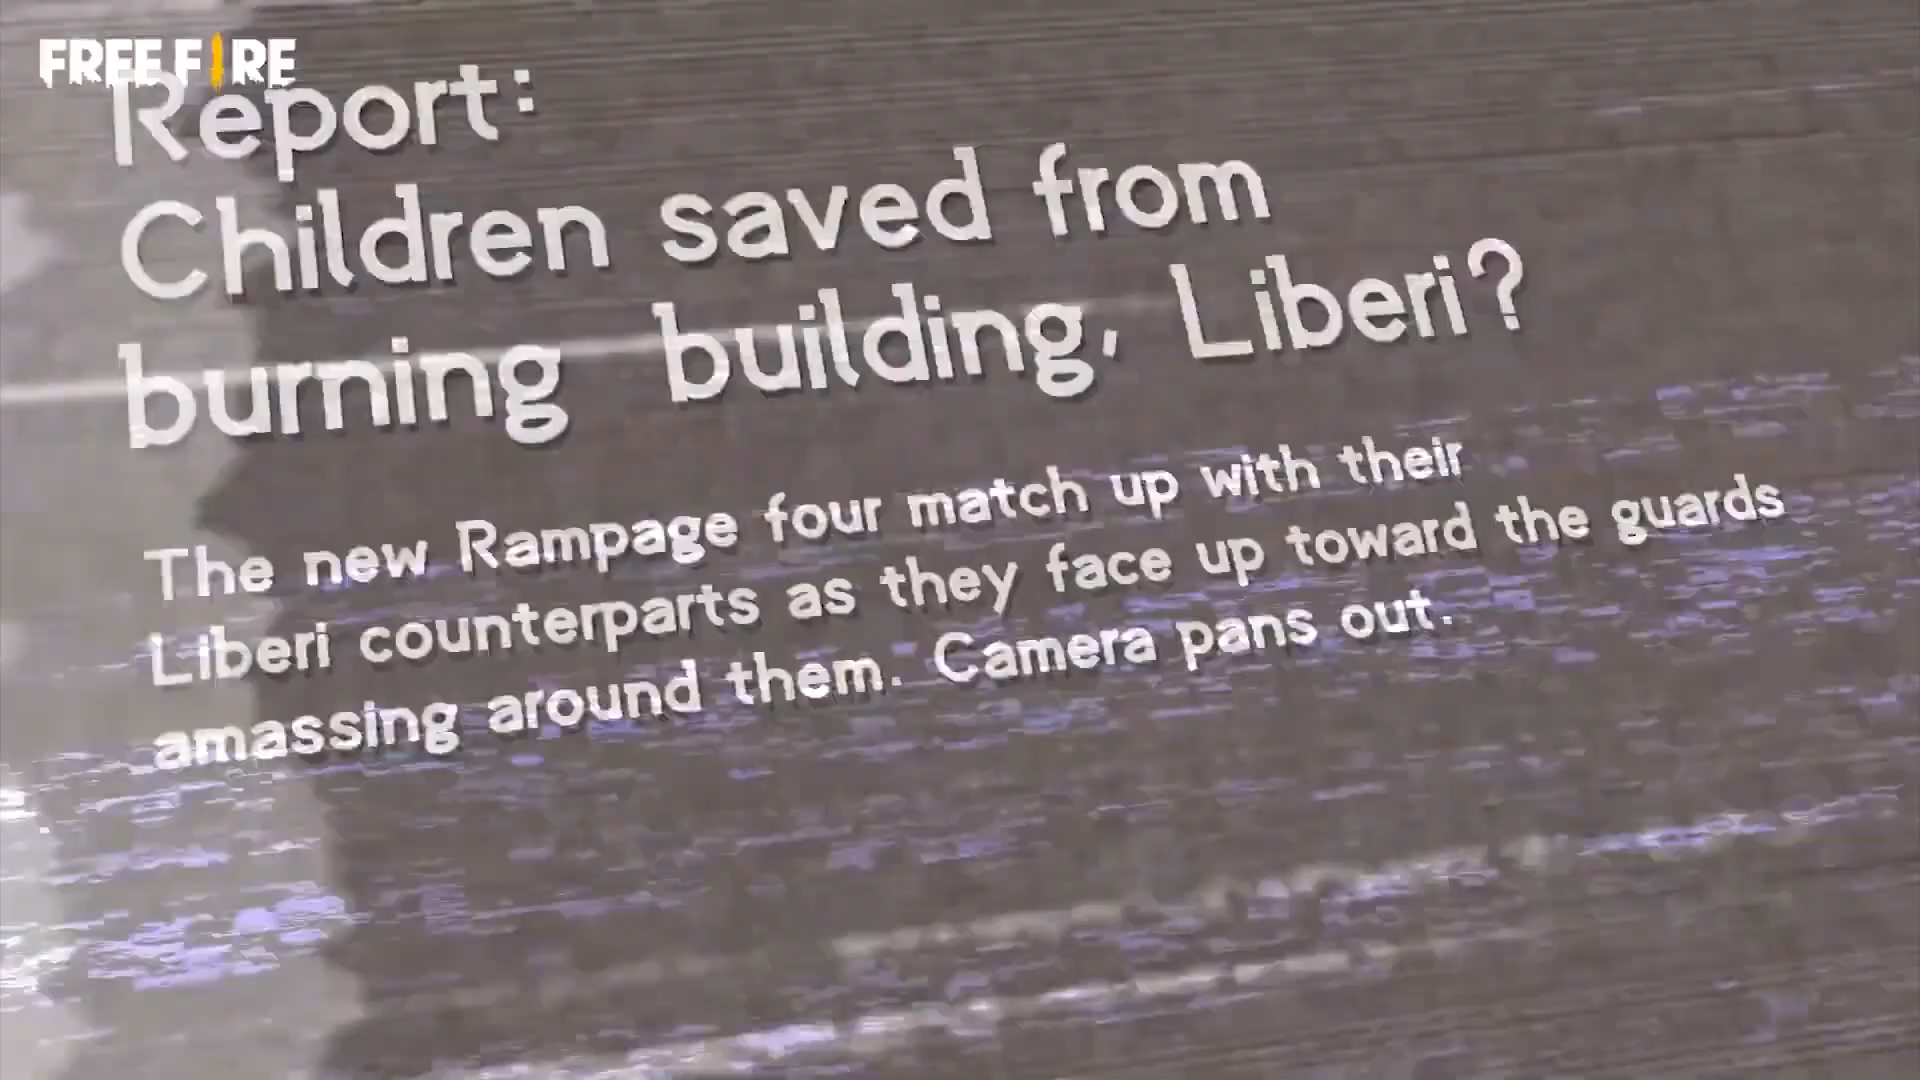 FREE FIRE
Report:
Children saved from
burning building, Liberi?
The new Rampage four match up with their
Liberi counterparts as they face up toward the guards
amassing around them. Camera pans out.